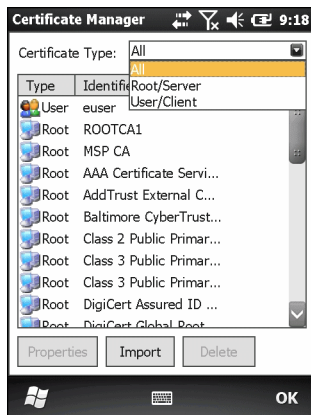 Certificate Manager 9:18
Certificate Type: All
All
Root/Server
User/Client
Type Identifie
User euser
Root ROOTCA1
Root MSP CA
Root AAA Certificate Servi...
Root AddTrust External C...
Root Baltimore CyberTrust...
Root Class 2 Public Primar...
Root Class 3 Public Primar...
Root Class 3 Public Primar...
Root DigiCert Assured ID ...
Root DigiCert Global Root
Properties Import Delete
OK